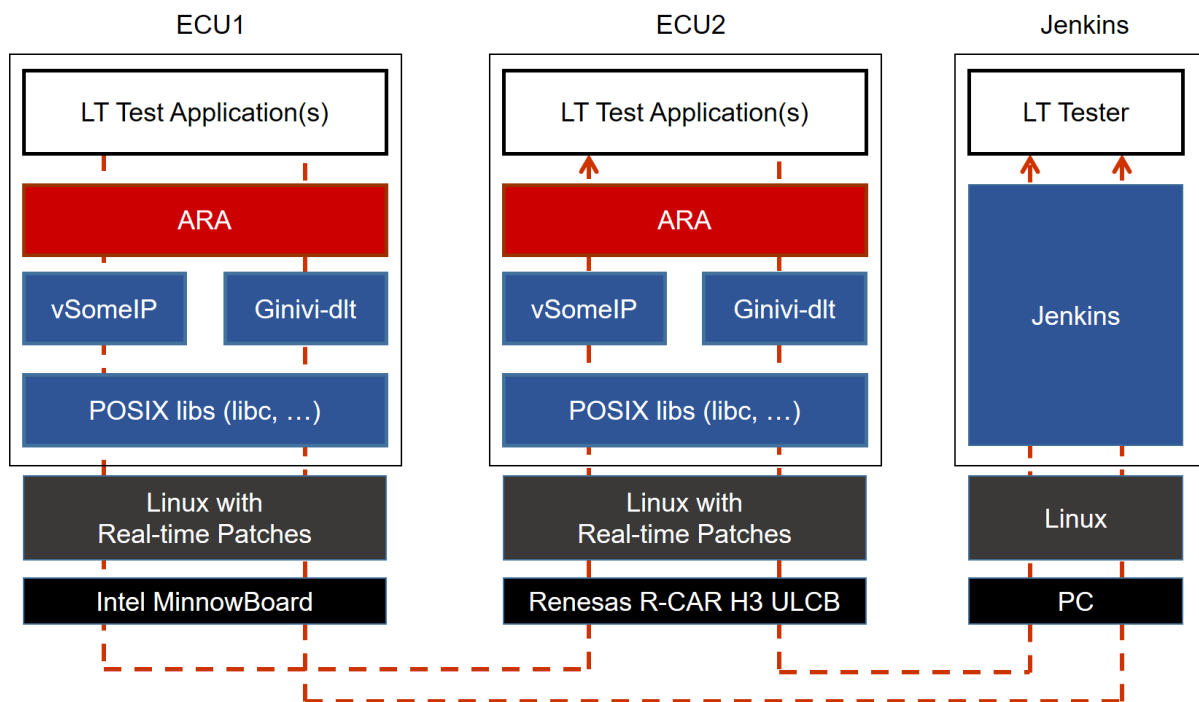 ECU1
ECU2
Jenkins
LT Test Application(s)
LT Test Application(s)
LT Tester
ARA
ARA
vSomeIP
Ginivi-dlt
vSomeIP
Ginivi-dlt
Jenkins
POSIX libs (libc, …)
POSIX libs (libc, …)
Linux with
Real-time Patches
Linux with
Real-time Patches
Linux
Intel MinnowBoard
Renesas R-CAR H3 ULCB
PC